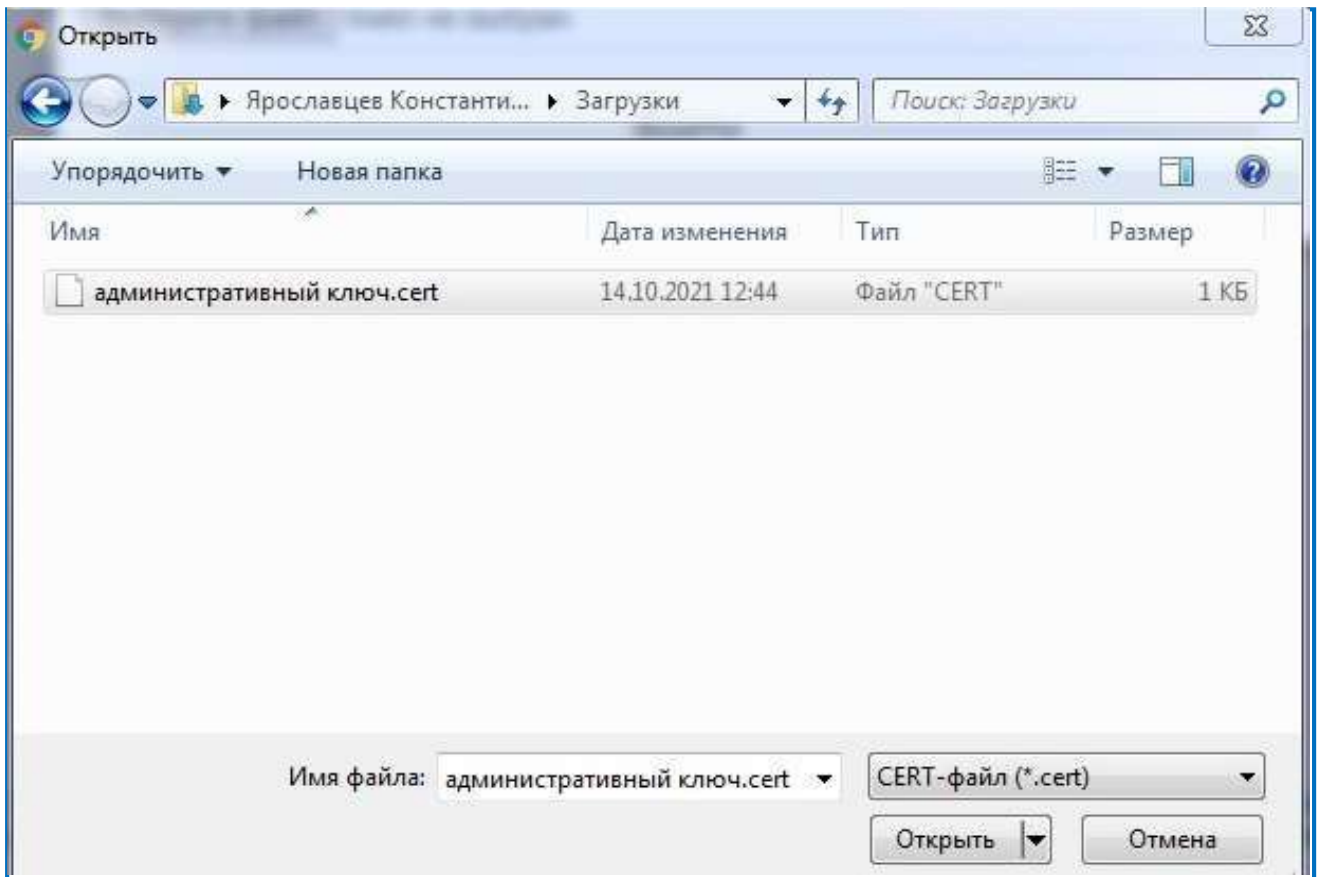 Открыть
Ярославцев Константи... Загрузки Поиск: Загрузки
Упорядочить Новая папка
Имя Дата изменения Тип Размер
административный ключ.cert 14.10.2021 12:44 Файл "CERT" 1 КБ
Имя файла: административный ключ.cert CERT-файл (*.cert)
Открыть Отмена